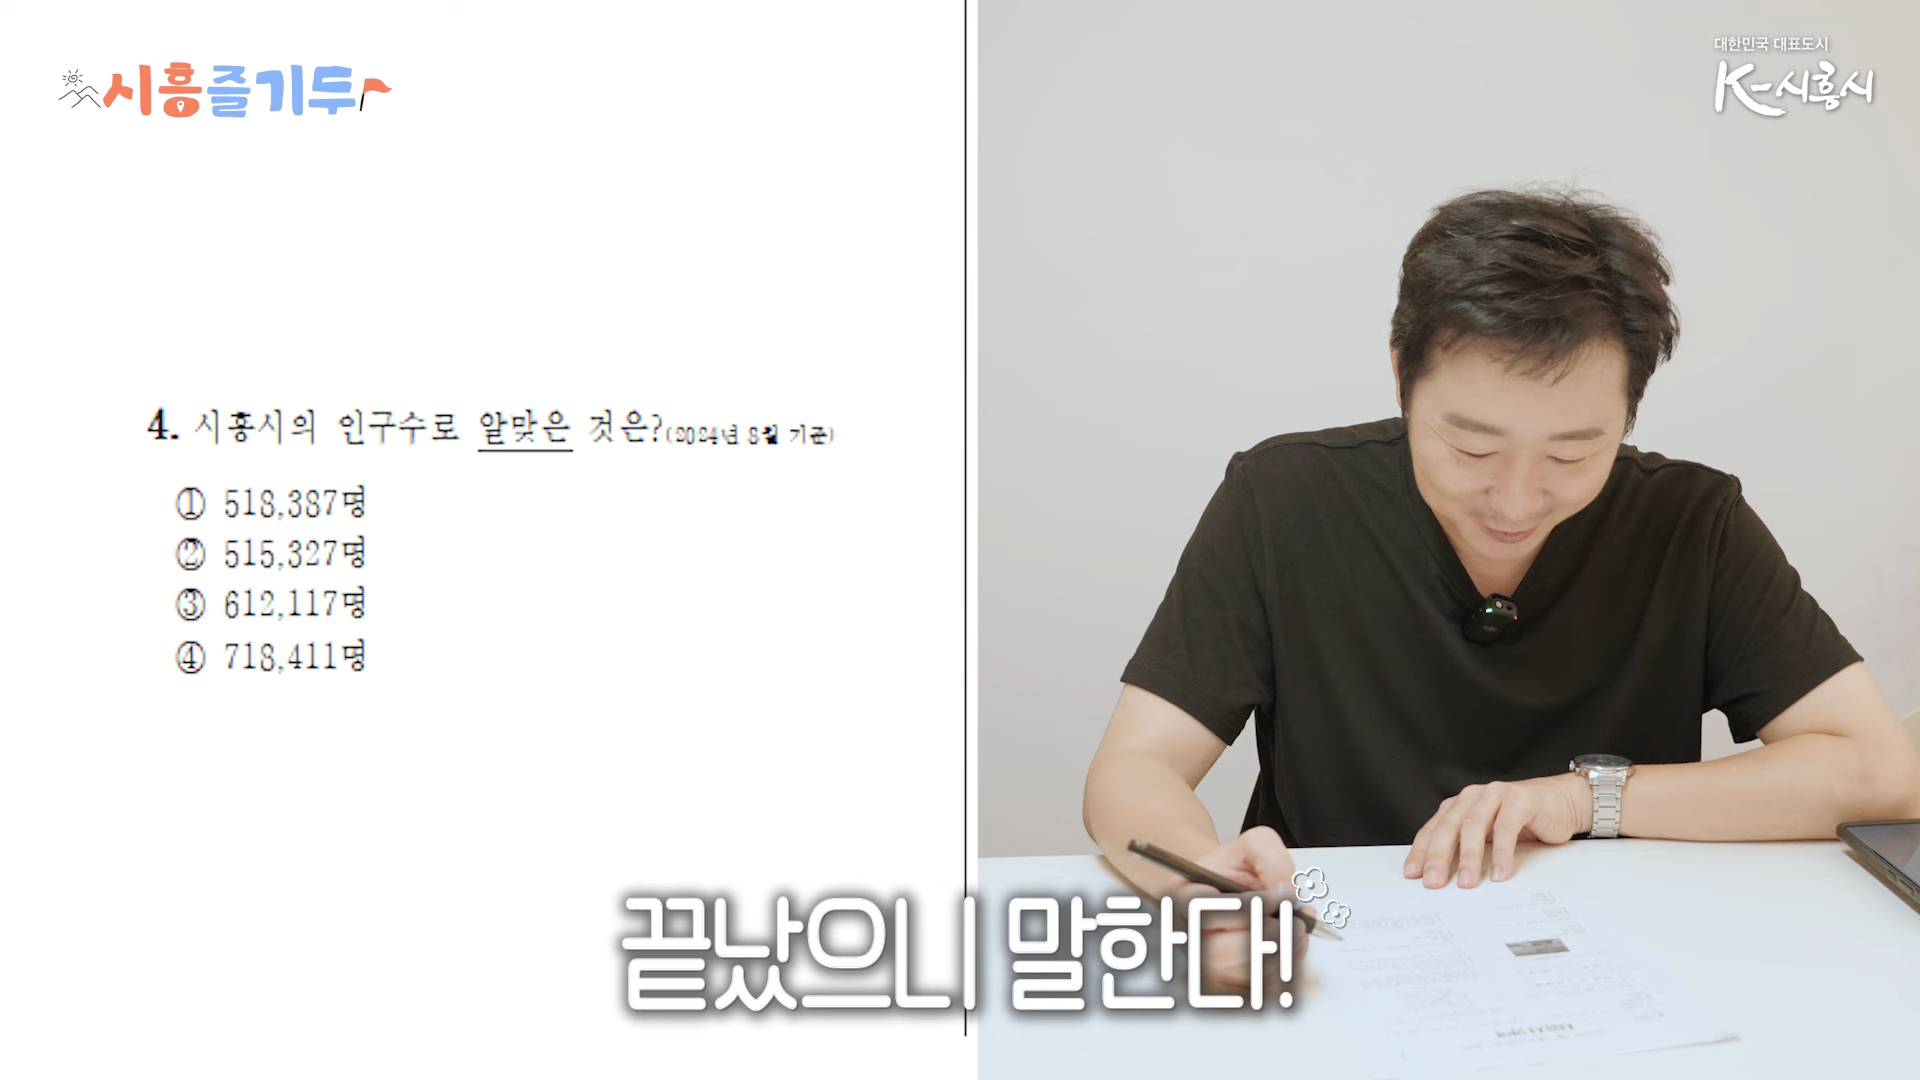 시흥즐기두
대한민국 대표도시
K-시흥시
4. 시흥시의 인구수로 알맞은 것은?(2024년 8월 기준)
① 518,387명
② 515,327명
③ 612,117명
④ 718,411명
끝났으니 말한다!